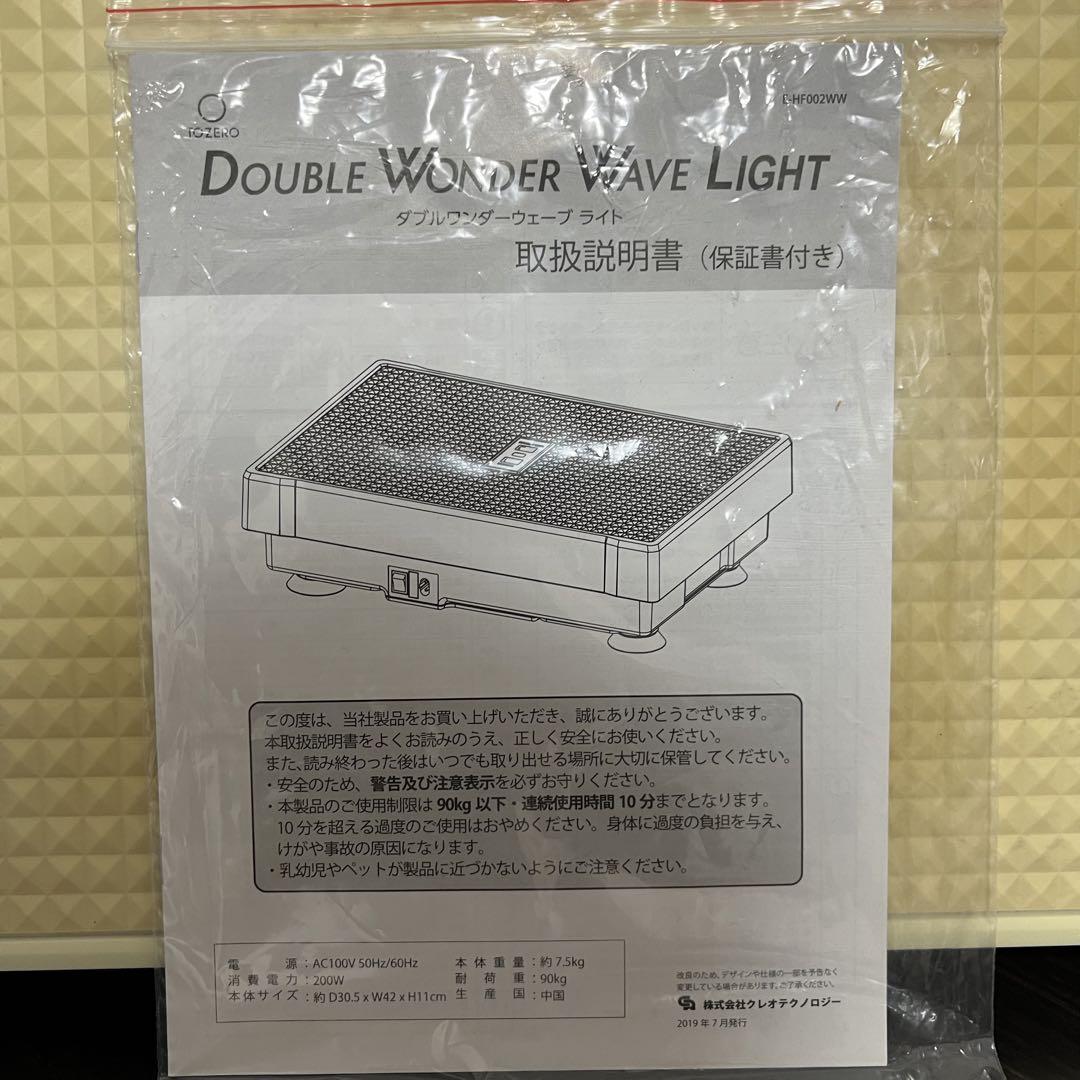 IOZERO
E-HF002WW
DOUBLE WONDER WAVE LIGHT
ダブルワンダーウェーブ ライト
取扱説明書（保証書付き）
この度は、当社製品をお買い上げいただき、誠にありがとうございます。
本取扱説明書をよくお読みのうえ、正しく安全にお使いください。
また、読み終わった後はいつでも取り出せる場所に大切に保管してください。
・安全のため、警告及び注意表示を必ずお守りください。
・本製品のご使用制限は 90kg 以下・連続使用時間 10 分までとなります。
10 分を超える過度のご使用はおやめください。身体に過度の負担を与え、
けがや事故の原因になります。
・乳幼児やペットが製品に近づかないようにご注意ください。
電源：AC100V 50Hz/60Hz
消費電力：200W
本体サイズ：約 D30.5 x W42 x H11cm
本体重量：約 7.5kg
耐荷重：90kg
生産国：中国
改良のため、デザインや仕様の一部を予告なく
変更している場合があります。ご了承ください。
株式会社クレオテクノロジー
2019 年 7 月発行